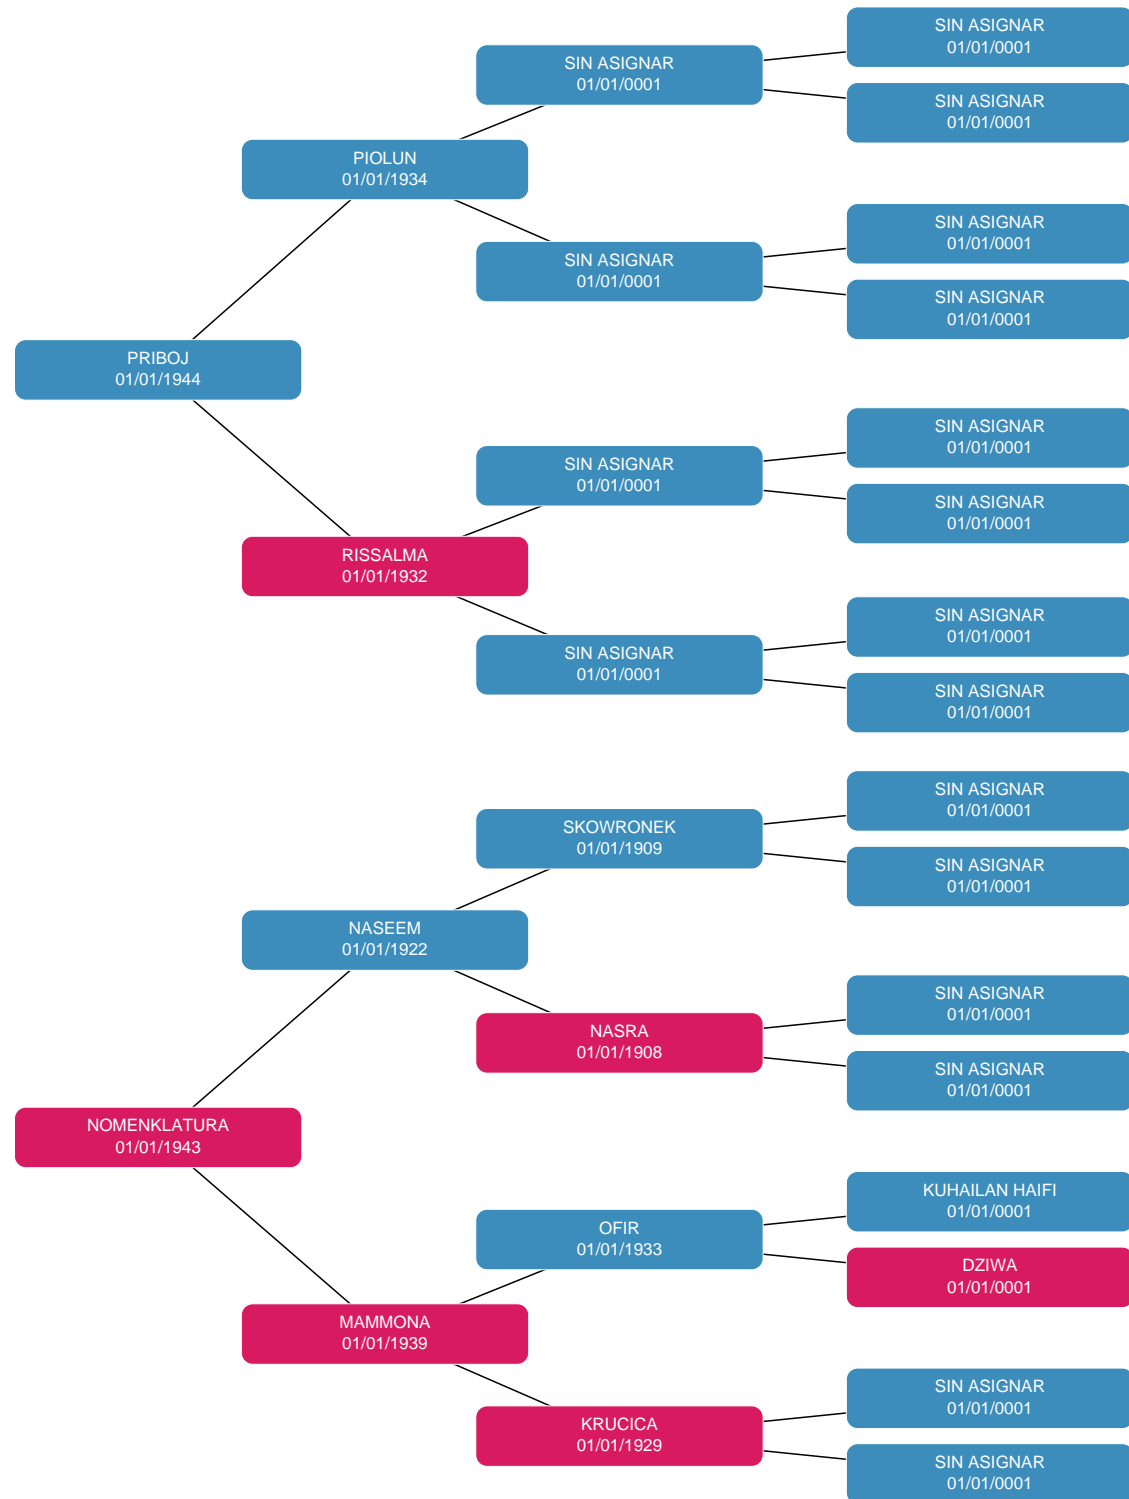 SIN ASIGNAR
01/01/0001
SIN ASIGNAR
01/01/0001
SIN ASIGNAR
01/01/0001
PIOLUN
01/01/1934
SIN ASIGNAR
01/01/0001
SIN ASIGNAR
01/01/0001
SIN ASIGNAR
01/01/0001
PRIBOJ
01/01/1944
SIN ASIGNAR
01/01/0001
SIN ASIGNAR
01/01/0001
SIN ASIGNAR
01/01/0001
RISSALMA
01/01/1932
SIN ASIGNAR
01/01/0001
SIN ASIGNAR
01/01/0001
SIN ASIGNAR
01/01/0001
SIN ASIGNAR
01/01/0001
SKOWRONEK
01/01/1909
SIN ASIGNAR
01/01/0001
NASEEM
01/01/1922
SIN ASIGNAR
01/01/0001
NASRA
01/01/1908
SIN ASIGNAR
01/01/0001
NOMENKLATURA
01/01/1943
KUHAILAN HAIFI
01/01/0001
OFIR
01/01/1933
DZIWA
01/01/0001
MAMMONA
01/01/1939
SIN ASIGNAR
01/01/0001
KRUCICA
01/01/1929
SIN ASIGNAR
01/01/0001